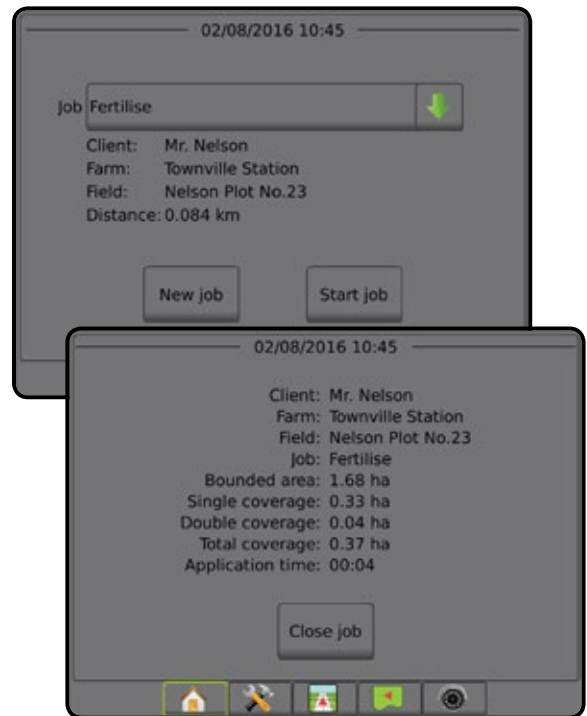 02/08/2016 10:45
Job Fertilise
Client: Mr. Nelson
Farm: Townville Station
Field: Nelson Plot No.23
Distance: 0.084 km
New job Start job
02/08/2016 10:45
Client: Mr. Nelson
Farm: Townville Station
Field: Nelson Plot No.23
Job: Fertilise
Bounded area: 1.68 ha
Single coverage: 0.33 ha
Double coverage: 0.04 ha
Total coverage: 0.37 ha
Application time: 00:04
Close job